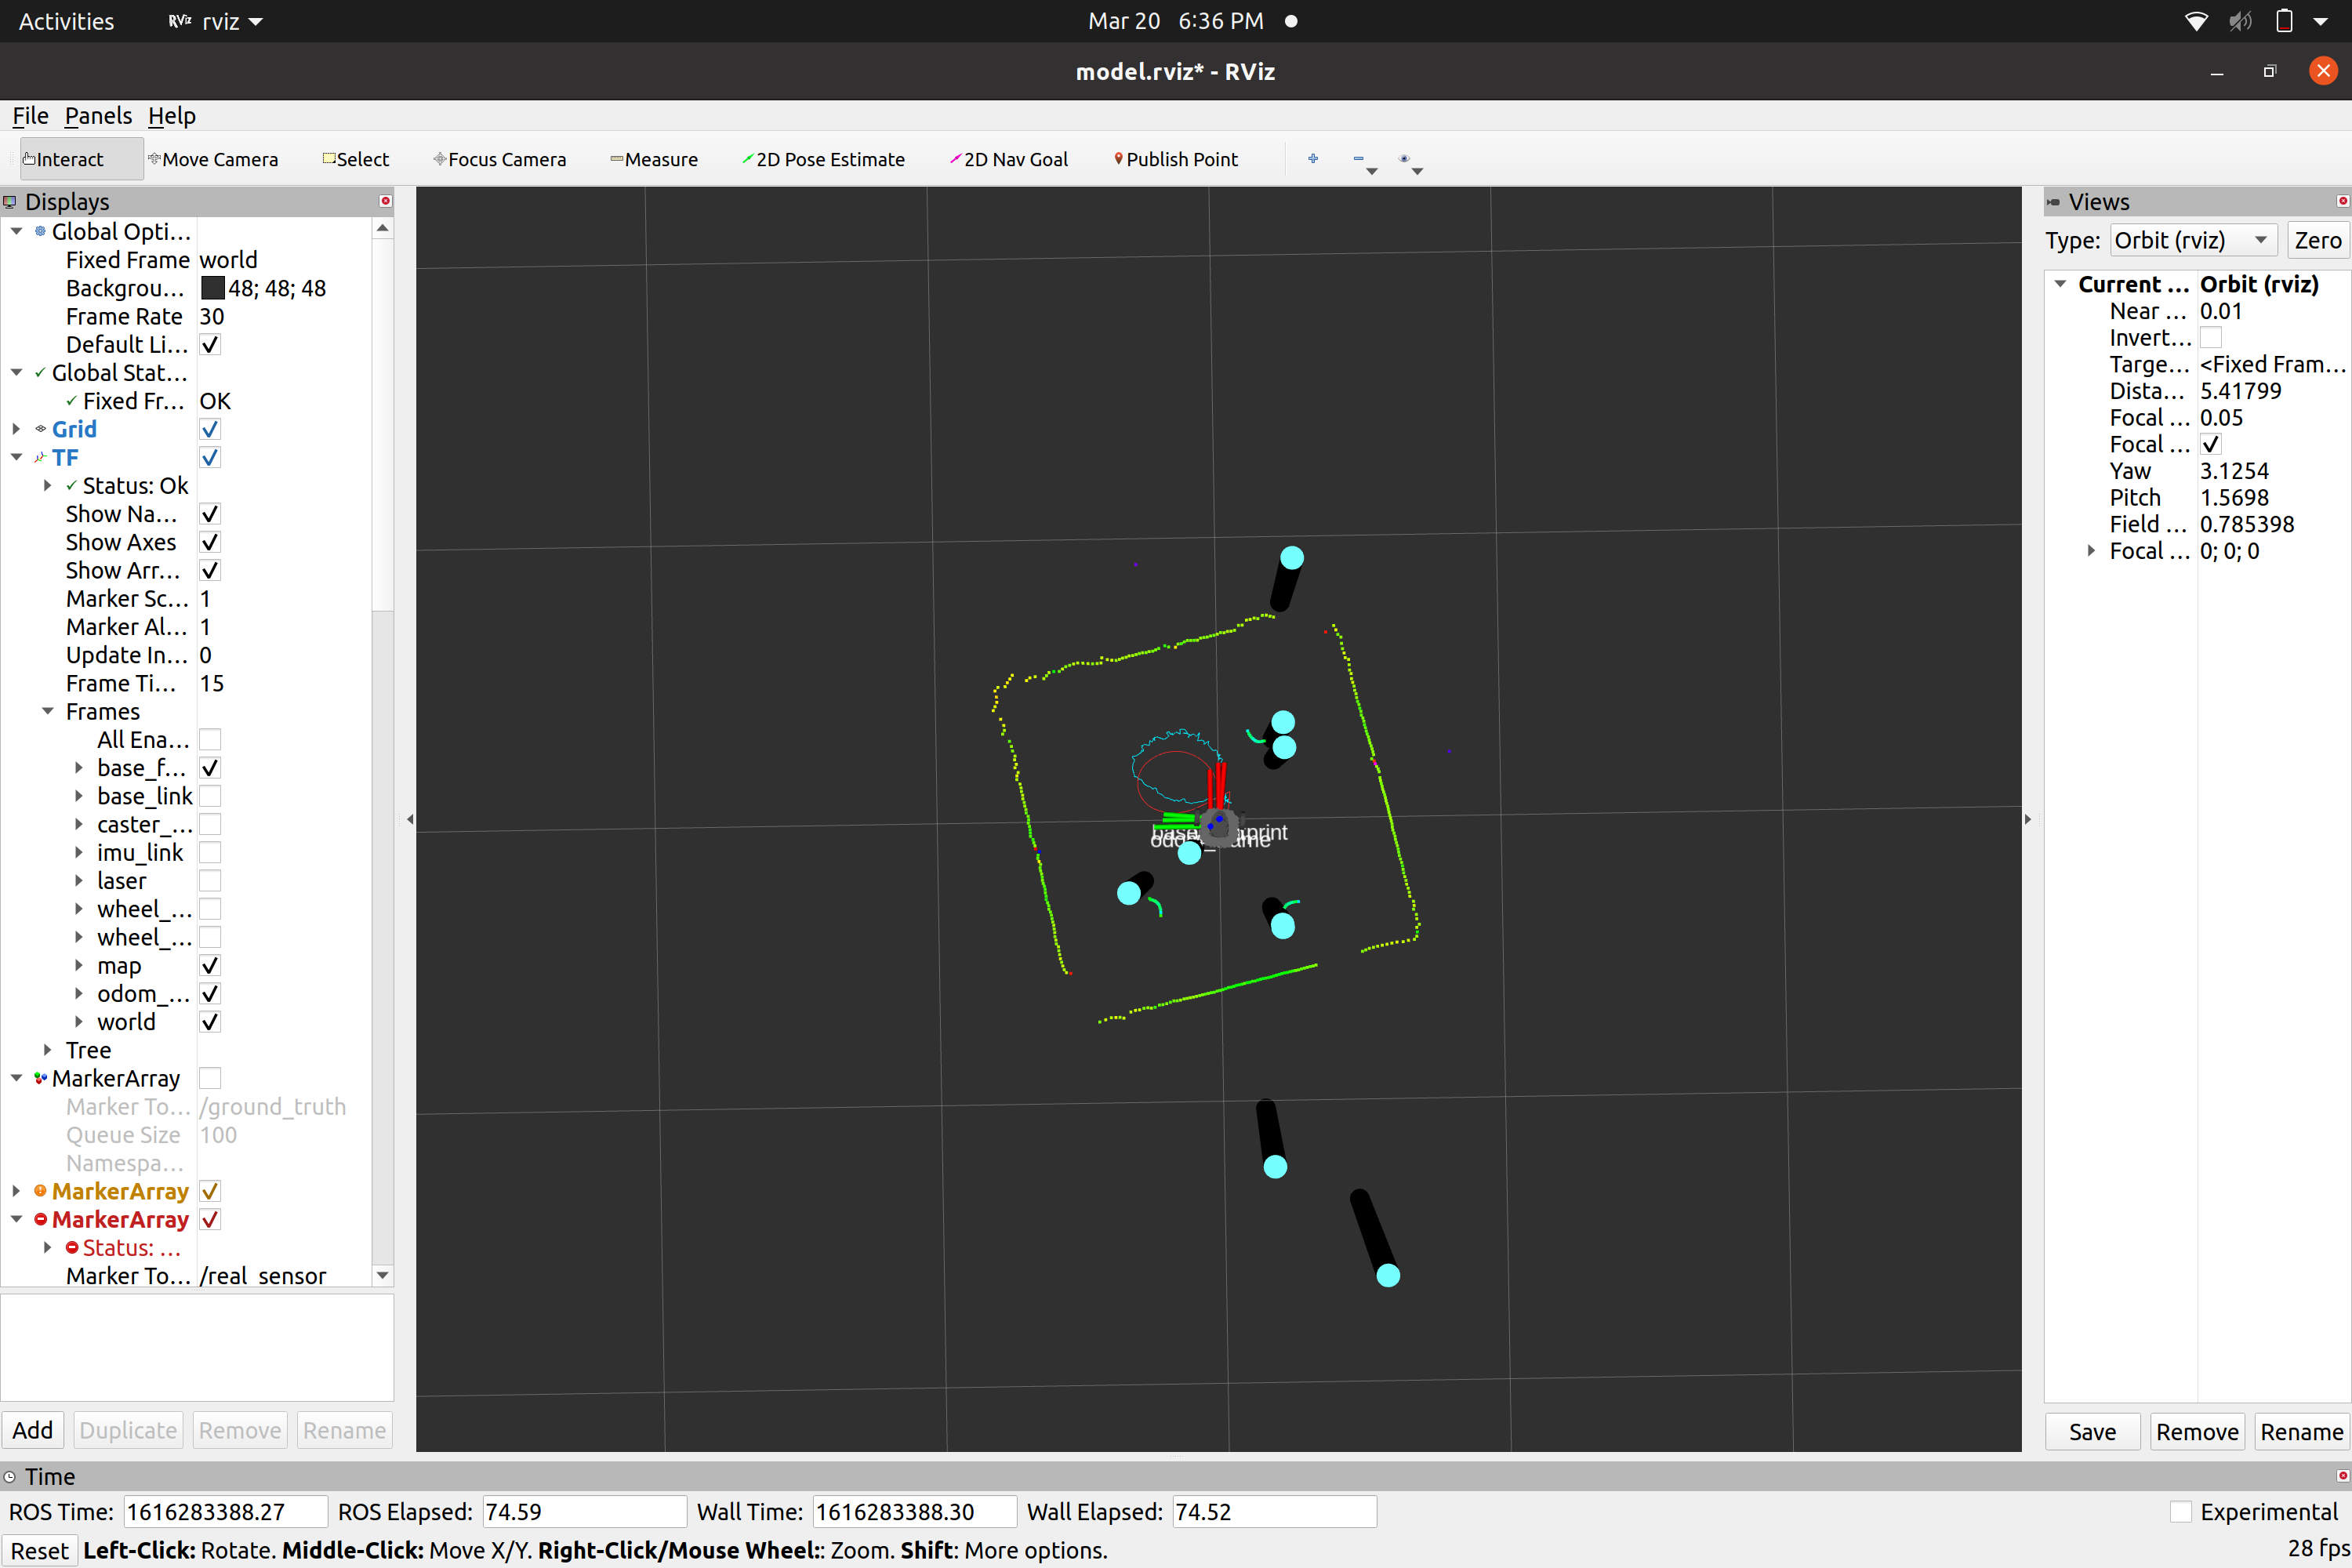 Activities rviz Mar 20 6:36 PM
model.rviz* - RViz
File Panels Help
Interact Move Camera Select Focus Camera Measure 2D Pose Estimate 2D Nav Goal Publish Point
Displays
Global Opti...
Fixed Frame world
Backgrou... 48; 48; 48
Frame Rate 30
Default Li...
Global Stat...
Fixed Fr... OK
Grid
TF
Status: Ok
Show Na...
Show Axes
Show Arr...
Marker Sc... 1
Marker Al... 1
Update In... 0
Frame Ti... 15
Frames
All Ena...
base_f...
base_link
caster_...
imu_link
laser
wheel_...
wheel_...
map
odom_...
world
Tree
MarkerArray
Marker To... /ground_truth
Queue Size 100
Namespa...
MarkerArray
MarkerArray
Status: ...
Marker To... /real_sensor
Add Duplicate Remove Rename
Views
Type: Orbit (rviz) Zero
Current ... Orbit (rviz)
Near ... 0.01
Invert...
Targe... <Fixed Fram...
Dista... 5.41799
Focal ... 0.05
Focal ...
Yaw 3.1254
Pitch 1.5698
Field ... 0.785398
Focal ... 0; 0; 0
Save Remove Rename
Time
ROS Time: 1616283388.27 ROS Elapsed: 74.59 Wall Time: 1616283388.30 Wall Elapsed: 74.52 Experimental
Reset Left-Click: Rotate. Middle-Click: Move X/Y. Right-Click/Mouse Wheel:: Zoom. Shift: More options. 28 fps